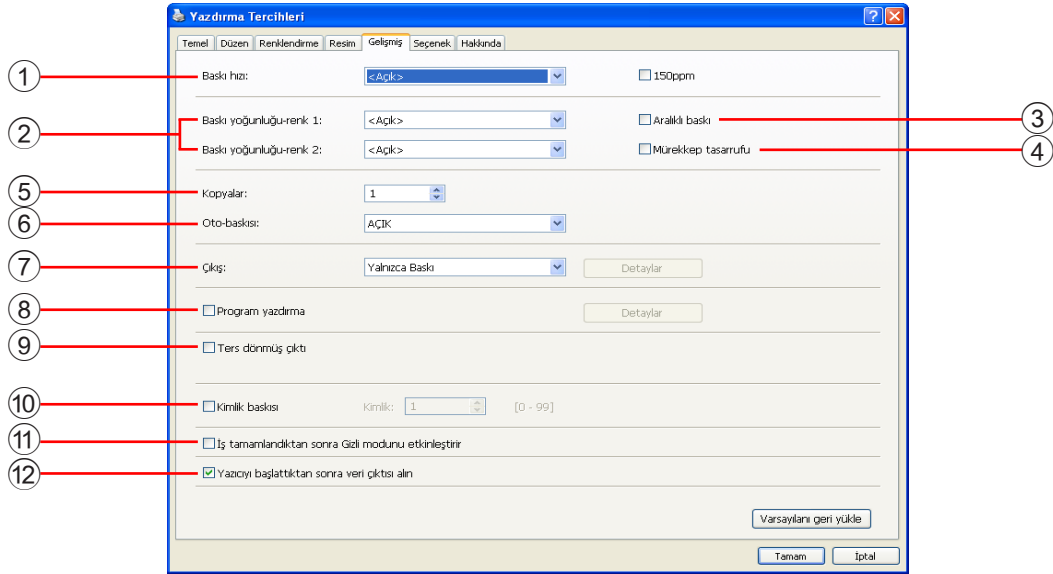 Yazdırma Tercihleri
Temel Düzen Renklendirme Resim Gelişmiş Seçenek Hakkında
1 Baskı hızı: <Açık> 150ppm
2 Baskı yoğunluğu-renk 1: <Açık> Aralıklı baskı 3
Baskı yoğunluğu-renk 2: <Açık> Mürekkep tasarrufu 4
5 Kopyalar: 1
6 Oto-baskısı: AÇIK
7 Çıkış: Yalnızca Baskı Detaylar
8 Program yazdırma Detaylar
9 Ters dönmüş çıktı
10 Kimlik baskısı Kimlik: 1 [0 - 99]
11 İş tamamlandıktan sonra Gizli modunu etkinleştirir
12 Yazıcıyı başlattıktan sonra veri çıktısı alın
Varsayılanı geri yükle
Tamam İptal